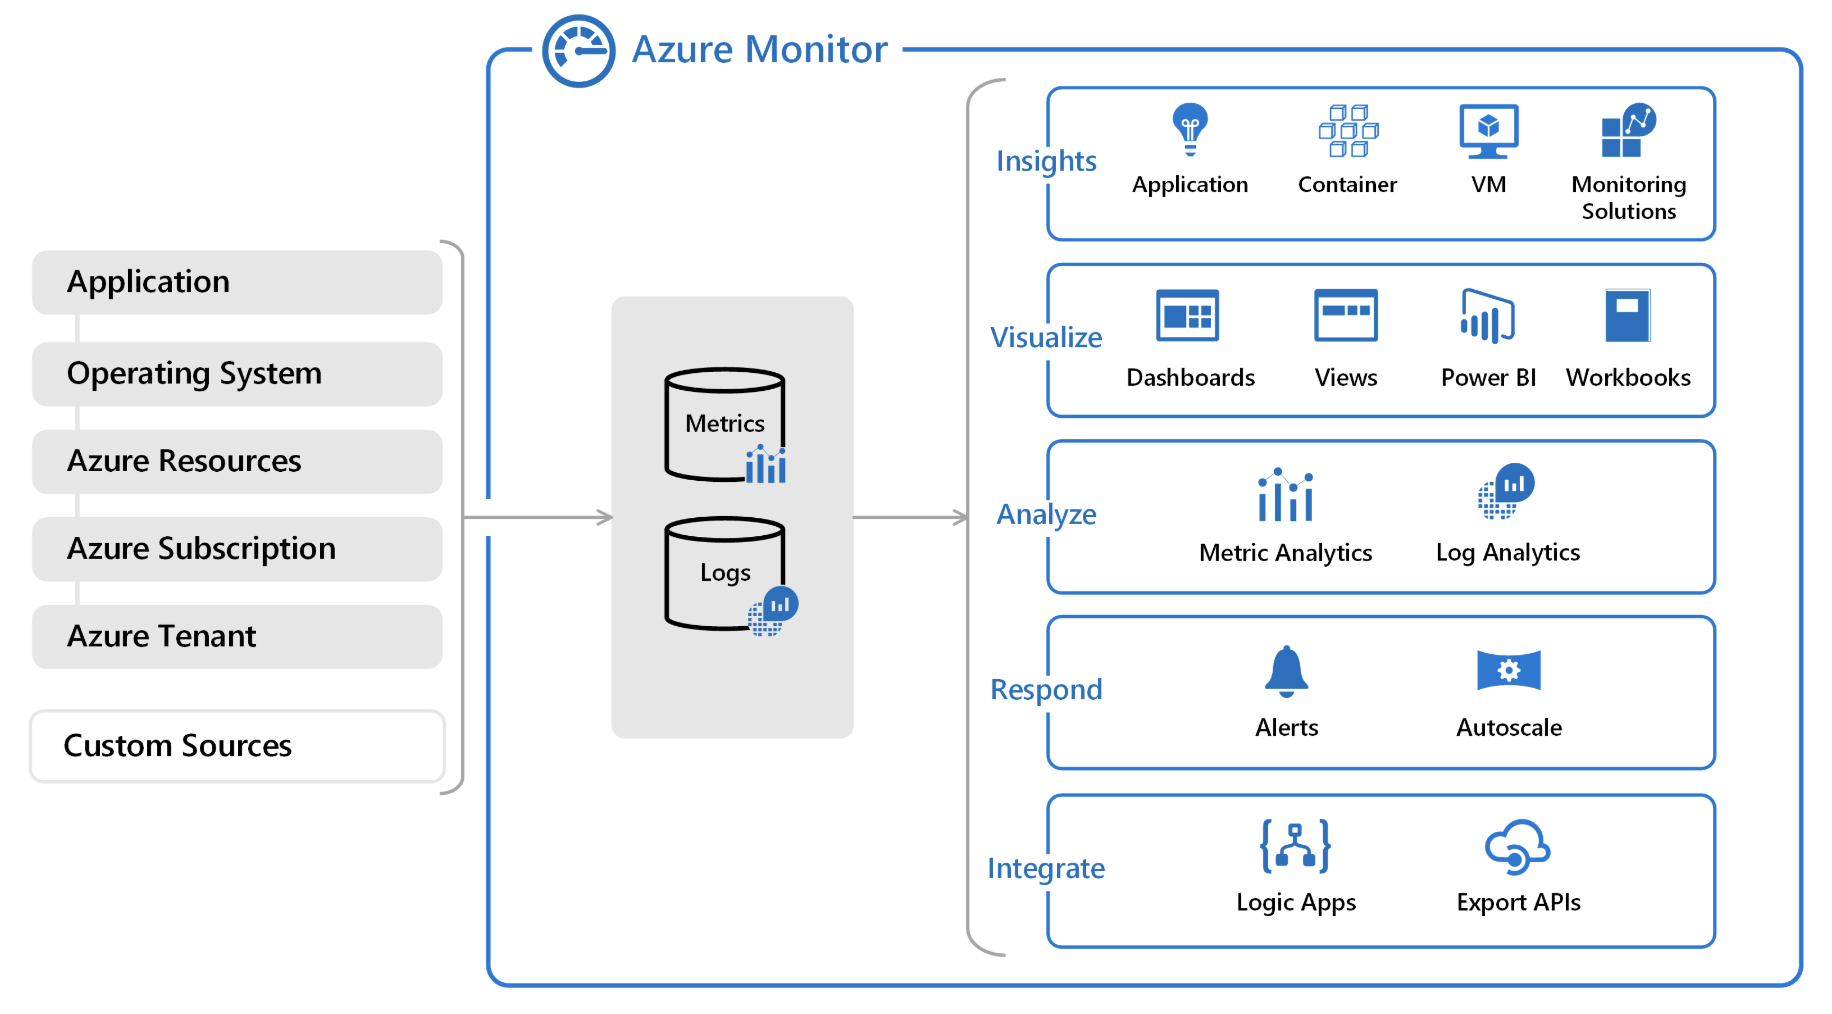 Azure Monitor
Application
Operating System
Azure Resources
Azure Subscription
Azure Tenant
Custom Sources
Metrics
Logs
Insights
Application
Container
VM
Monitoring
Solutions
Visualize
Dashboards
Views
Power BI
Workbooks
Analyze
Metric Analytics
Log Analytics
Respond
Alerts
Autoscale
Integrate
Logic Apps
Export APIs